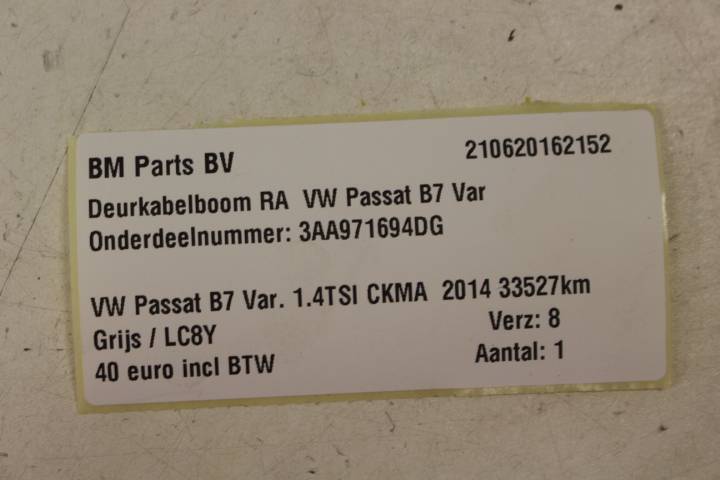 BM Parts BV 210620162152
Deurkabelboom RA VW Passat B7 Var
Onderdeelnummer: 3AA971694DG
VW Passat B7 Var. 1.4TSI CKMA 2014 33527km
Grijs / LC8Y Verz: 8
40 euro incl BTW Aantal: 1